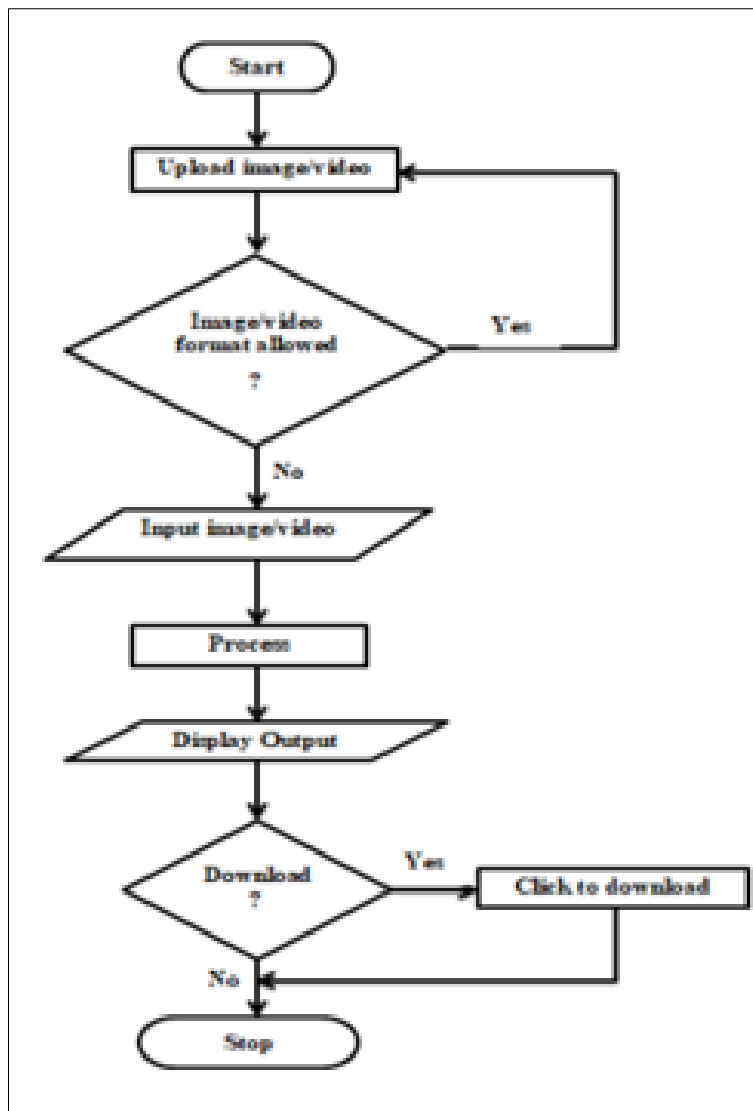 Start
Upload image/video
Image/video
format allowed
?
Yes
No
Input image/video
Process
Display Output
Download
?
Yes
Click to download
No
Stop